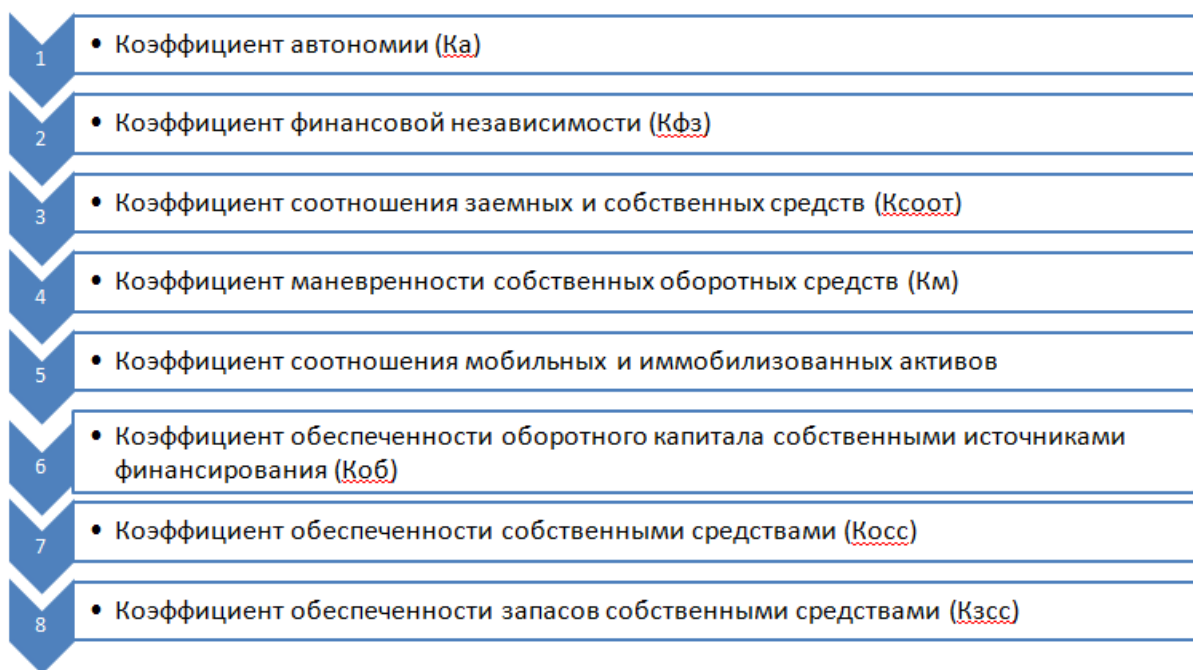 1
• Коэффициент автономии (Ка)
2
• Коэффициент финансовой независимости (Кфз)
3
• Коэффициент соотношения заемных и собственных средств (Ксоот)
4
• Коэффициент маневренности собственных оборотных средств (Км)
5
• Коэффициент соотношения мобильных и иммобилизованных активов
6
• Коэффициент обеспеченности оборотного капитала собственными источниками
финансирования (Коб)
7
• Коэффициент обеспеченности собственными средствами (Косс)
8
• Коэффициент обеспеченности запасов собственными средствами (Кзсс)